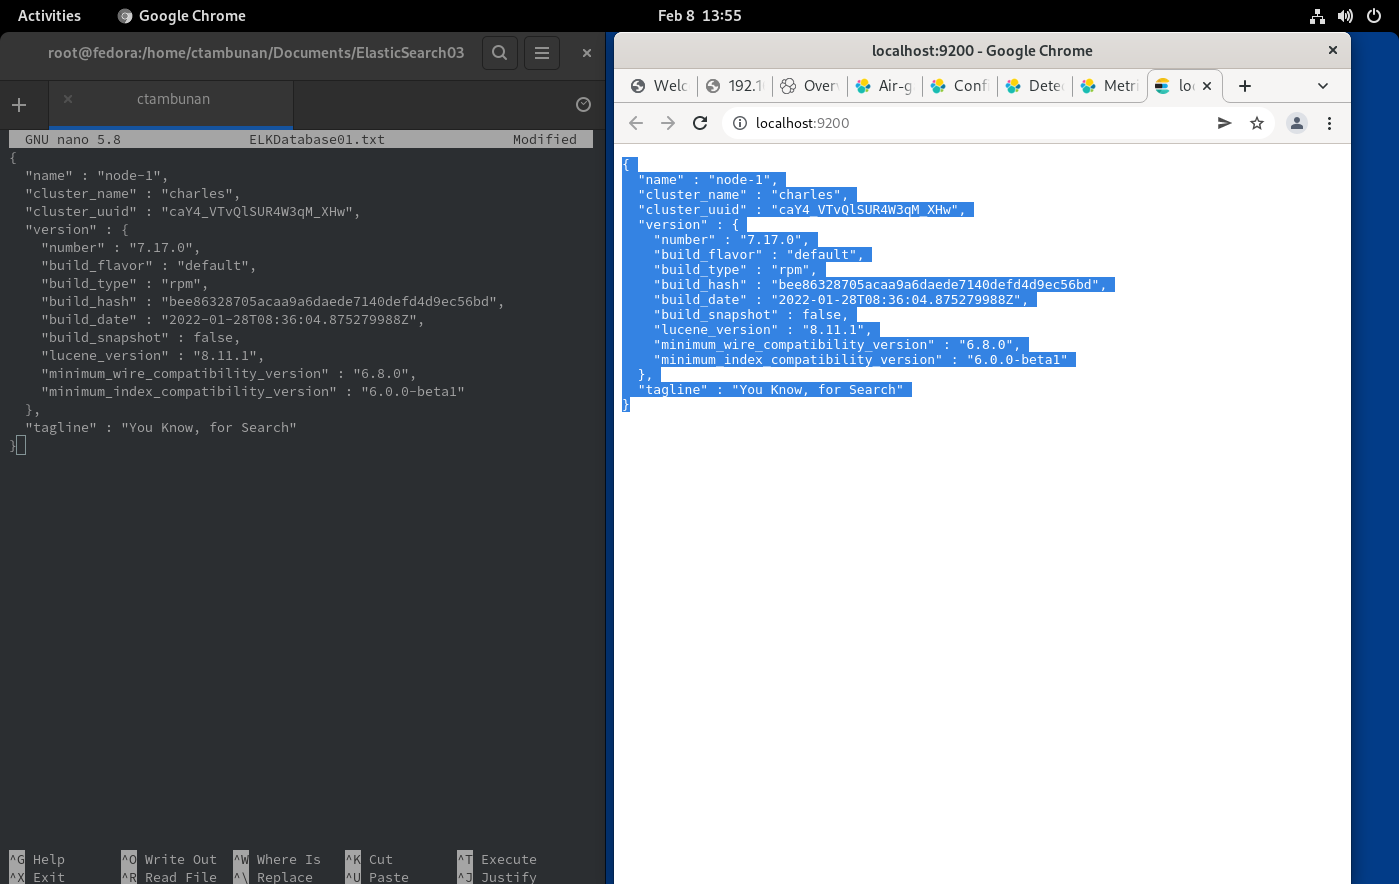 Activities Google Chrome Feb 8 13:55
root@fedora:/home/ctambunan/Documents/ElasticSearch03
ctambunan
GNU nano 5.8 ELKDatabase01.txt Modified
{
  "name" : "node-1",
  "cluster_name" : "charles",
  "cluster_uuid" : "caY4_VTvQlSUR4W3qM_XHw",
  "version" : {
    "number" : "7.17.0",
    "build_flavor" : "default",
    "build_type" : "rpm",
    "build_hash" : "bee86328705acaa9a6daede7140defd4d9ec56bd",
    "build_date" : "2022-01-28T08:36:04.875279988Z",
    "build_snapshot" : false,
    "lucene_version" : "8.11.1",
    "minimum_wire_compatibility_version" : "6.8.0",
    "minimum_index_compatibility_version" : "6.0.0-beta1"
  },
  "tagline" : "You Know, for Search"
}
^G Help ^O Write Out ^W Where Is ^K Cut ^T Execute
^X Exit ^R Read File ^\ Replace ^U Paste ^J Justify
localhost:9200 - Google Chrome
Welc 192.1 Over Air-g Confi Dete Metri loc
localhost:9200
{
  "name" : "node-1",
  "cluster_name" : "charles",
  "cluster_uuid" : "caY4_VTvQlSUR4W3qM_XHw",
  "version" : {
    "number" : "7.17.0",
    "build_flavor" : "default",
    "build_type" : "rpm",
    "build_hash" : "bee86328705acaa9a6daede7140defd4d9ec56bd",
    "build_date" : "2022-01-28T08:36:04.875279988Z",
    "build_snapshot" : false,
    "lucene_version" : "8.11.1",
    "minimum_wire_compatibility_version" : "6.8.0",
    "minimum_index_compatibility_version" : "6.0.0-beta1"
  },
  "tagline" : "You Know, for Search"
}